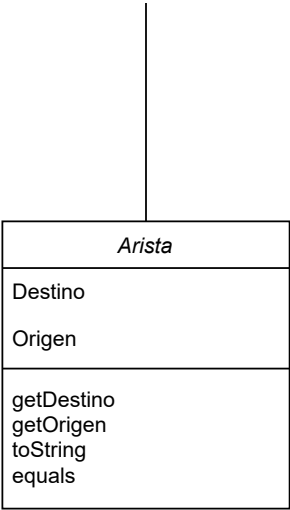 Arista
Destino
Origen
getDestino
getOrigen
toString
equals